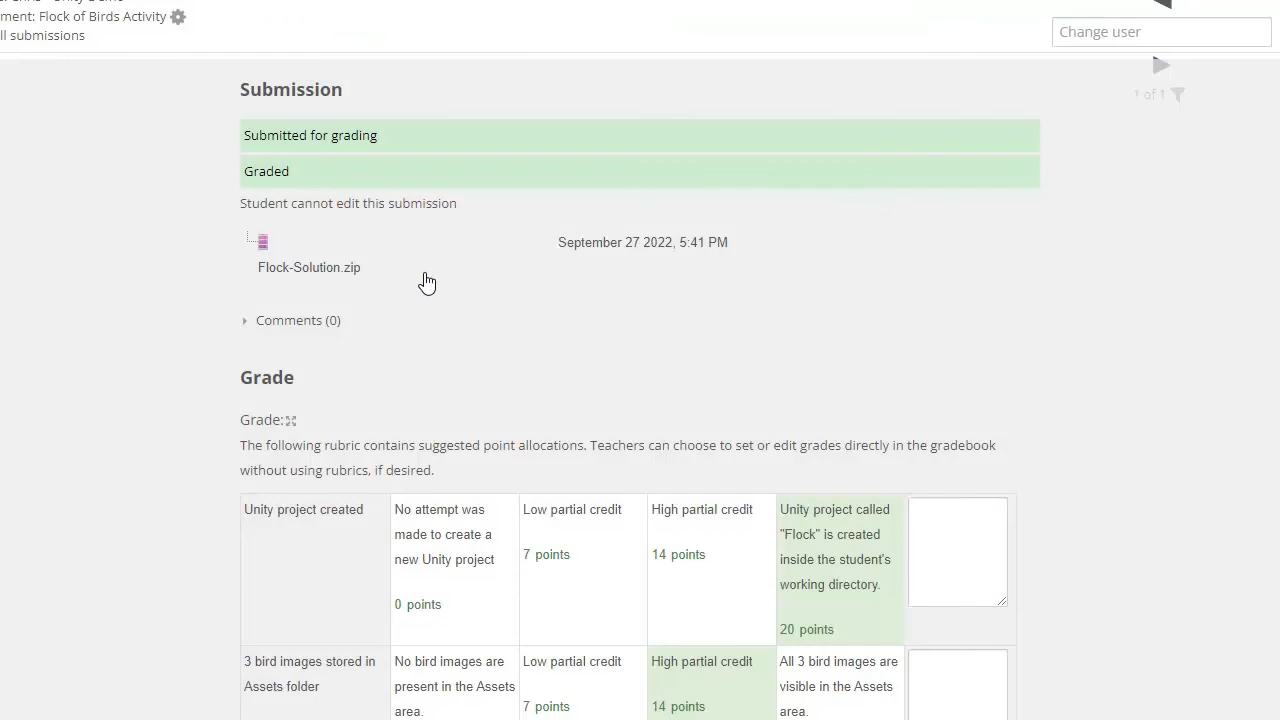 ment: Flock of Birds Activity
ll submissions
Change user
1 of 1
Submission
Submitted for grading
Graded
Student cannot edit this submission
September 27 2022, 5:41 PM
Flock-Solution.zip
Comments (0)
Grade
Grade:
The following rubric contains suggested point allocations. Teachers can choose to set or edit grades directly in the gradebook
without using rubrics, if desired.
Unity project created
No attempt was
made to create a
new Unity project
0 points
Low partial credit
7 points
High partial credit
14 points
Unity project called
"Flock" is created
inside the student's
working directory.
20 points
3 bird images stored in
Assets folder
No bird images are
present in the Assets
area.
Low partial credit
7 points
High partial credit
14 points
All 3 bird images are
visible in the Assets
area.